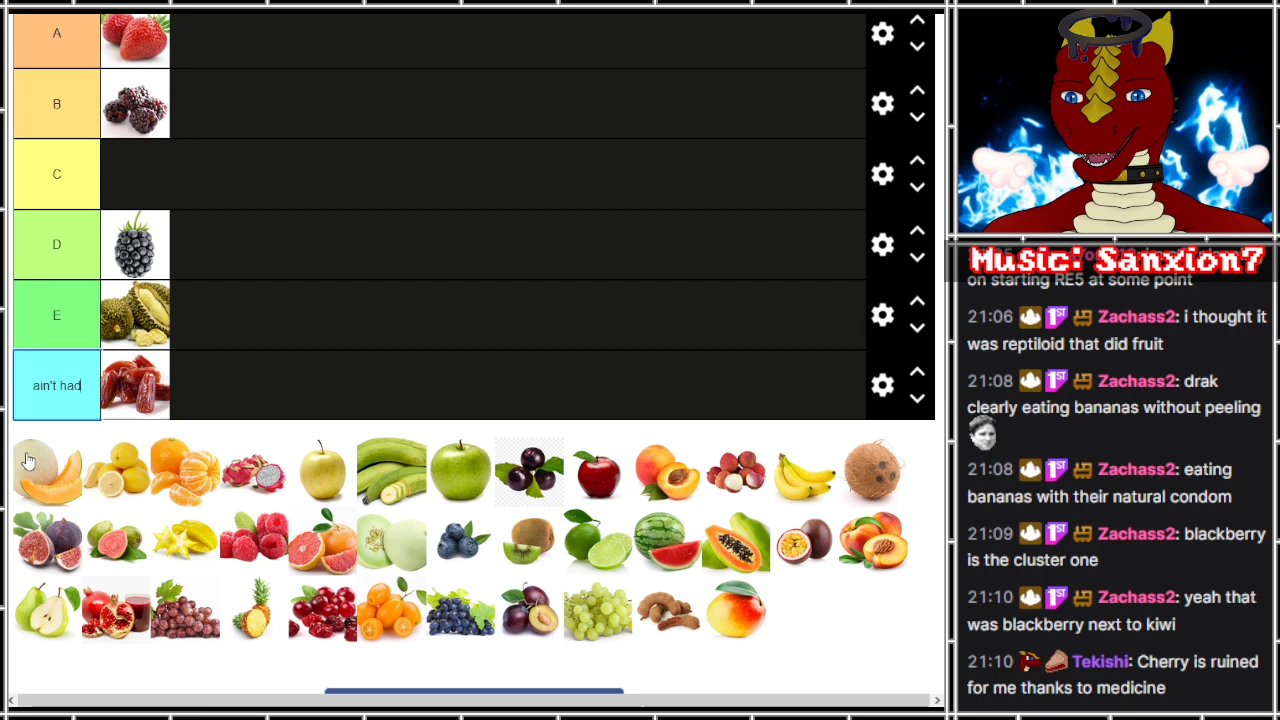 A
B
C
D
E
ain't had
Music: Sanxion7
on starting RE5 at some point
21:06 Zachass2: i thought it
was reptiloid that did fruit
21:08 Zachass2: drak
clearly eating bananas without peeling
21:08 Zachass2: eating
bananas with their natural condom
21:09 Zachass2: blackberry
is the cluster one
21:10 Zachass2: yeah that
was blackberry next to kiwi
21:10 Tekishi: Cherry is ruined
for me thanks to medicine